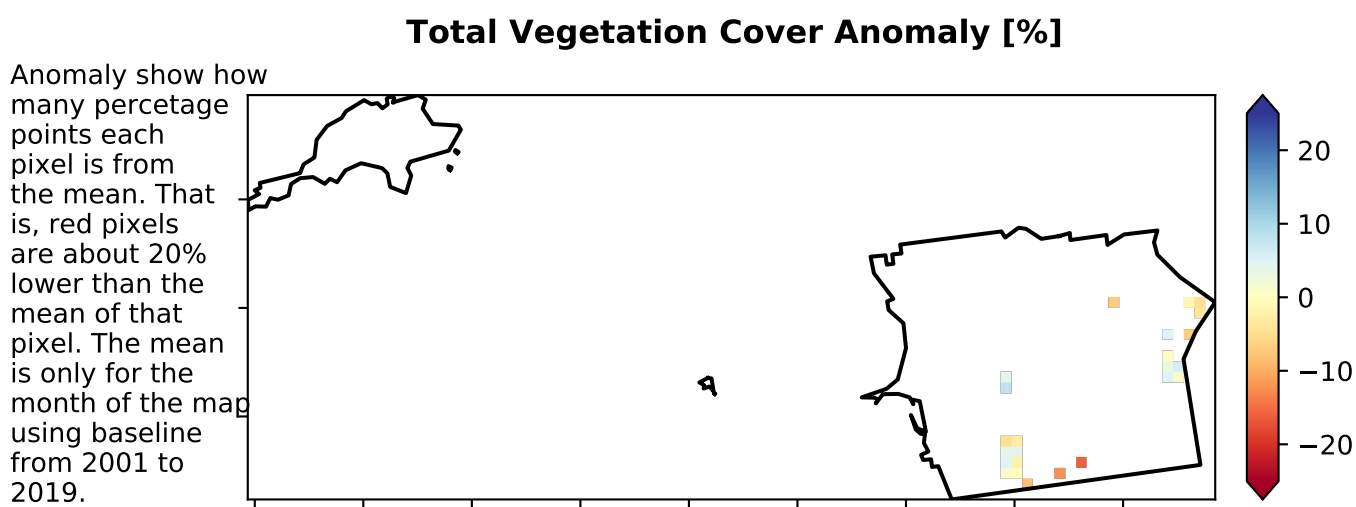 Total Vegetation Cover Anomaly [%]
Anomaly show how
many percetage
points each
pixel is from
the mean. That
is, red pixels
are about 20%
lower than the
mean of that
pixel. The mean
is only for the
month of the map
using baseline
from 2001 to
2019.
20
10
0
−10
−20